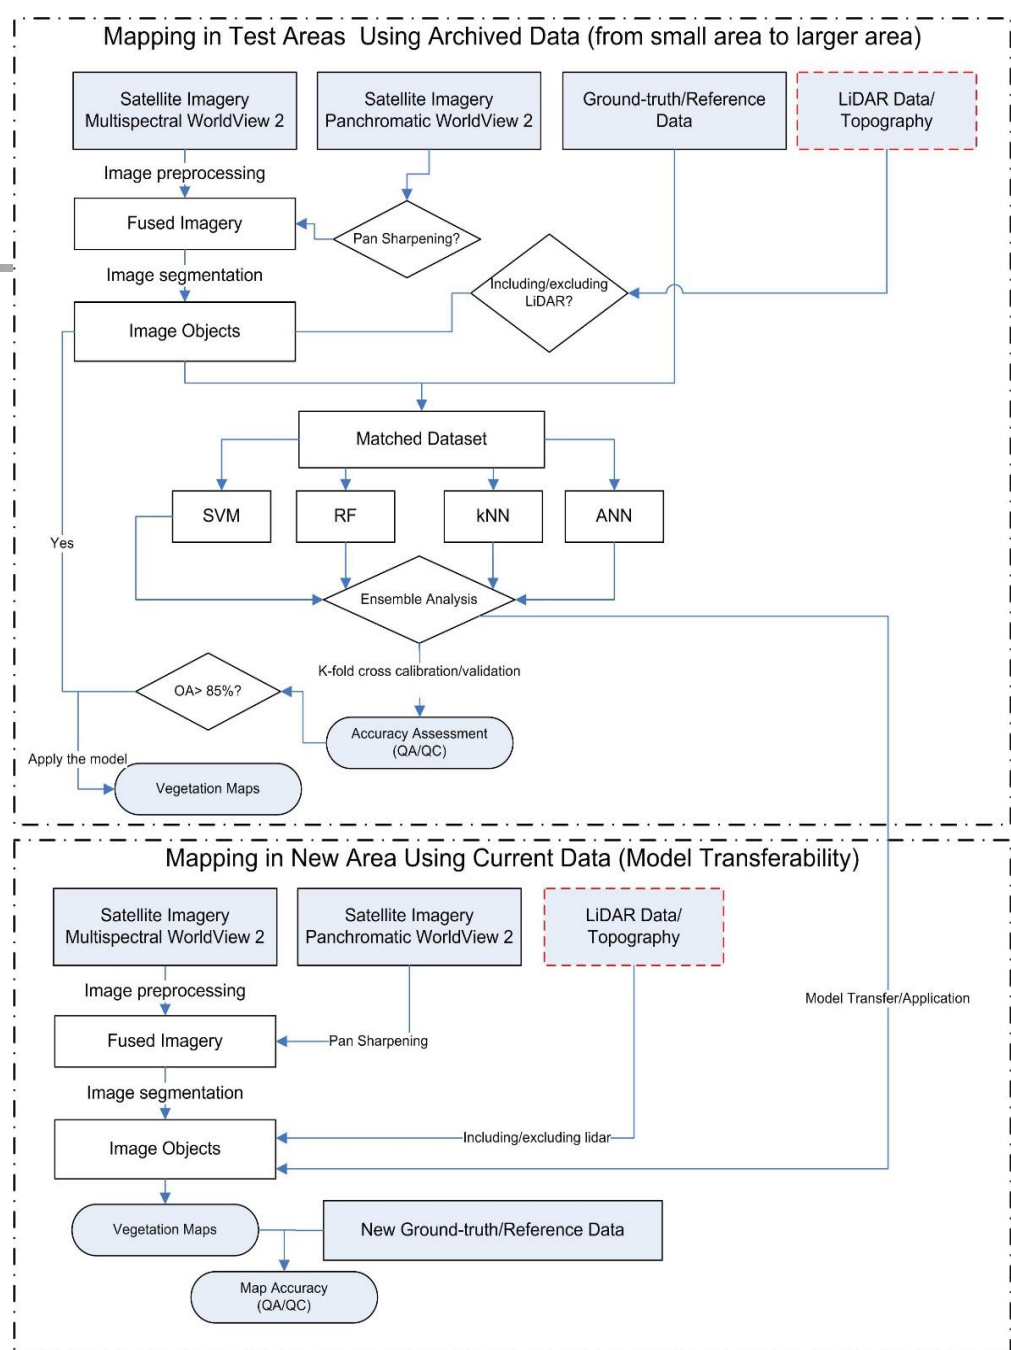 Mapping in Test Areas Using Archived Data (from small area to larger area)
Satellite Imagery
Multispectral WorldView 2
Satellite Imagery
Panchromatic WorldView 2
Ground-truth/Reference
Data
LiDAR Data/
Topography
Image preprocessing
Fused Imagery
Pan Sharpening?
Image segmentation
Including/excluding
LiDAR?
Image Objects
Matched Dataset
SVM
RF
kNN
ANN
Yes
Ensemble Analysis
K-fold cross calibration/validation
OA> 85%?
Accuracy Assessment
(QA/QC)
Apply the model
Vegetation Maps
Mapping in New Area Using Current Data (Model Transferability)
Satellite Imagery
Multispectral WorldView 2
Satellite Imagery
Panchromatic WorldView 2
LiDAR Data/
Topography
Image preprocessing
Model Transfer/Application
Fused Imagery
Pan Sharpening
Image segmentation
Including/excluding lidar
Image Objects
Vegetation Maps
New Ground-truth/Reference Data
Map Accuracy
(QA/QC)